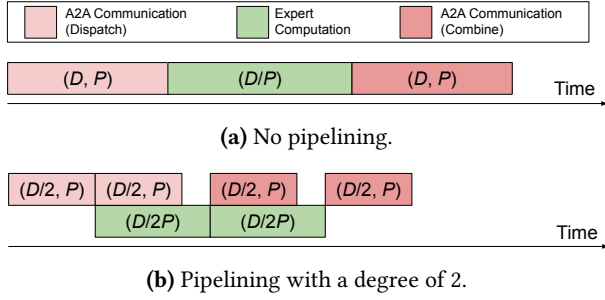 A2A Communication
(Dispatch)
Expert
Computation
A2A Communication
(Combine)
(D, P)
(D/P)
(D, P)
Time
(a) No pipelining.
(D/2, P)
(D/2, P)
(D/2, P)
(D/2, P)
(D/2P)
(D/2P)
Time
(b) Pipelining with a degree of 2.